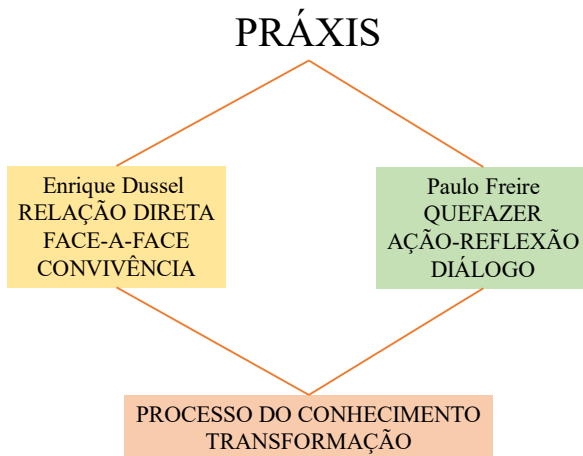 PRÁXIS
Enrique Dussel
RELAÇÃO DIRETA
FACE-A-FACE
CONVIVÊNCIA
Paulo Freire
QUEFAZER
AÇÃO-REFLEXÃO
DIÁLOGO
PROCESSO DO CONHECIMENTO
TRANSFORMAÇÃO